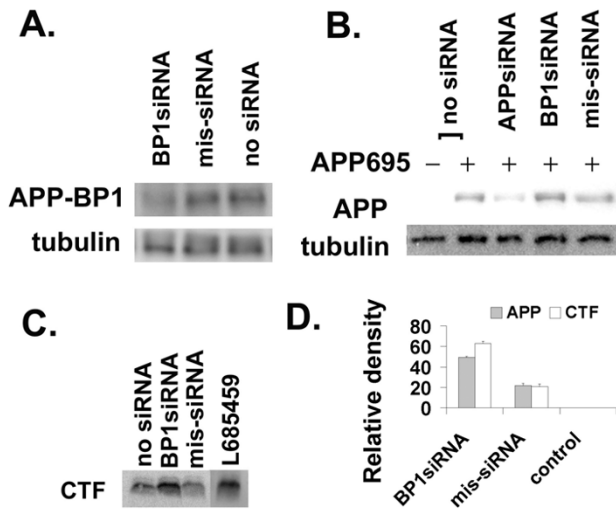 A.
BP1siRNA
mis-siRNA
no siRNA
APP-BP1
tubulin
B.
] no siRNA
APPsiRNA
BP1siRNA
mis-siRNA
APP695 − + + + +
APP
tubulin
C.
no siRNA
BP1siRNA
mis-siRNA
L685459
CTF
D.
APP CTF
Relative density
60
40
20
0
BP1siRNA
mis-siRNA
control